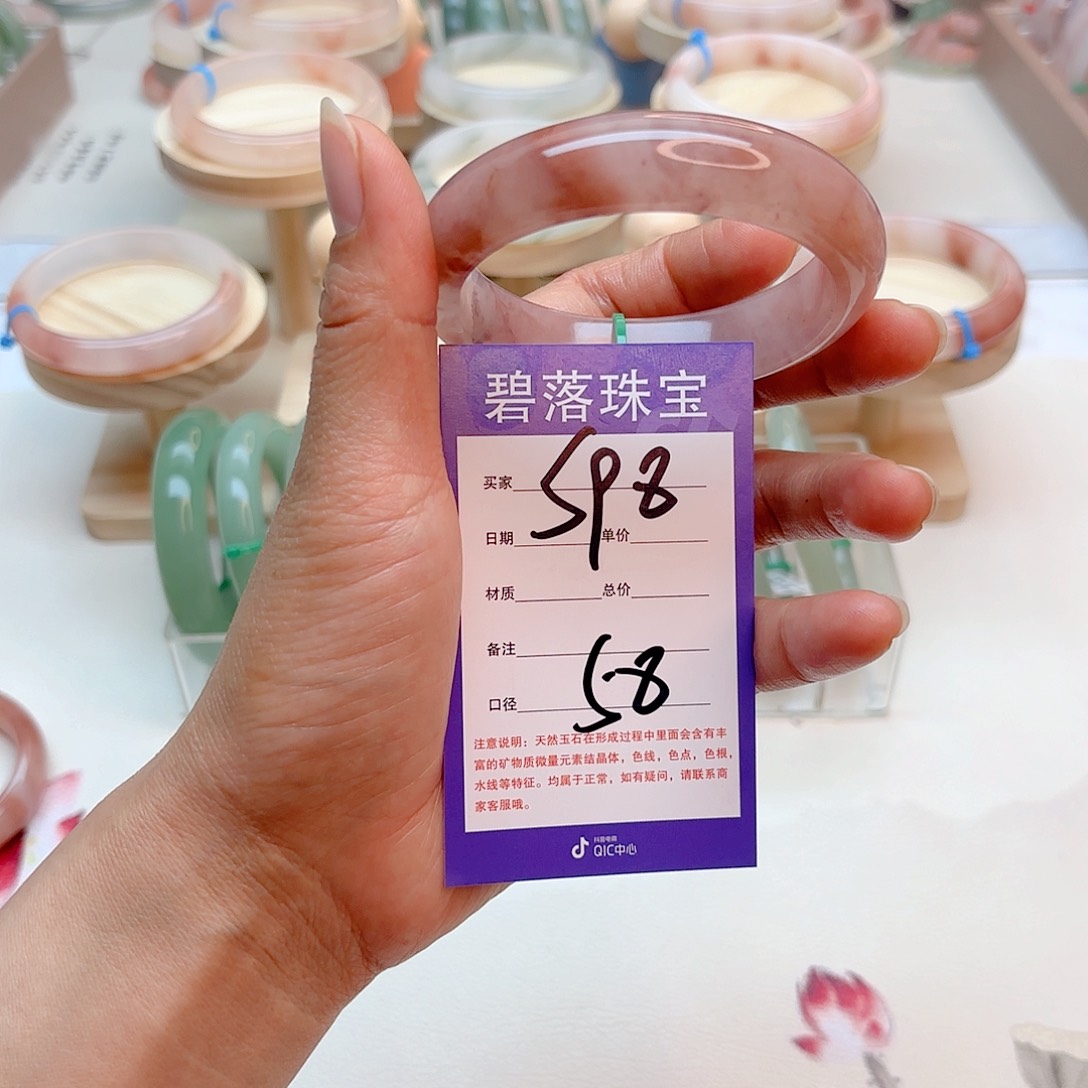 碧落珠宝
买家 598
日期 单价
材质 总价
备注
口径 58
注意说明：天然玉石在形成过程中里面会含有丰
富的矿物质微量元素结晶体，色线，色点，色根，
水线等特征。均属于正常，如有疑问，请联系商
家客服哦。
抖音电商
QIC中心